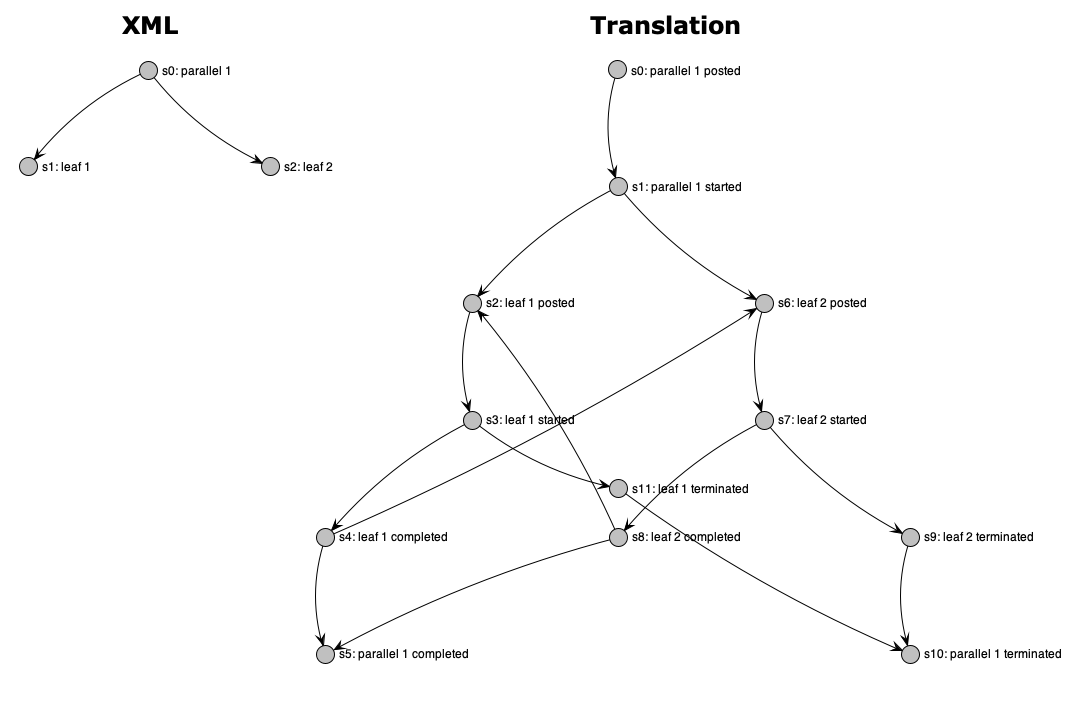 XML
Translation
s0: parallel 1
s0: parallel 1 posted
s1: leaf 1
s2: leaf 2
s1: parallel 1 started
s2: leaf 1 posted
s6: leaf 2 posted
s3: leaf 1 started
s7: leaf 2 started
s11: leaf 1 terminated
s4: leaf 1 completed
s8: leaf 2 completed
s9: leaf 2 terminated
s5: parallel 1 completed
s10: parallel 1 terminated